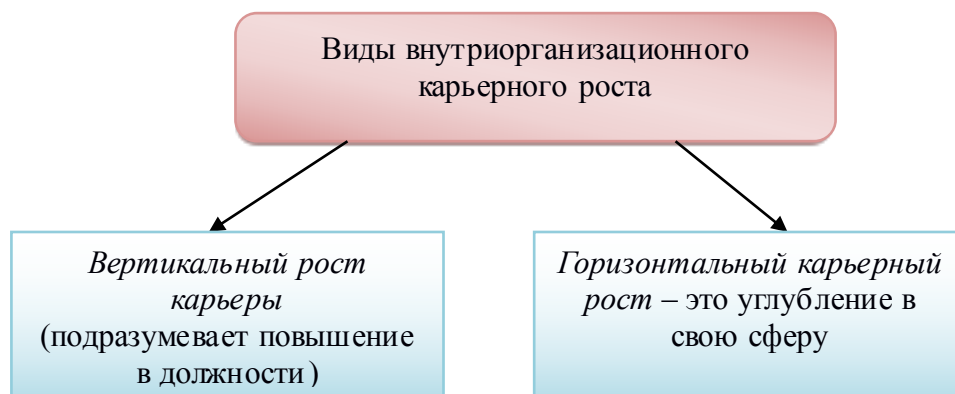 Виды внутриорганизационного
карьерного роста
Вертикальный рост
карьеры
(подразумевает повышение
в должности)
Горизонтальный карьерный
рост – это углубление в
свою сферу